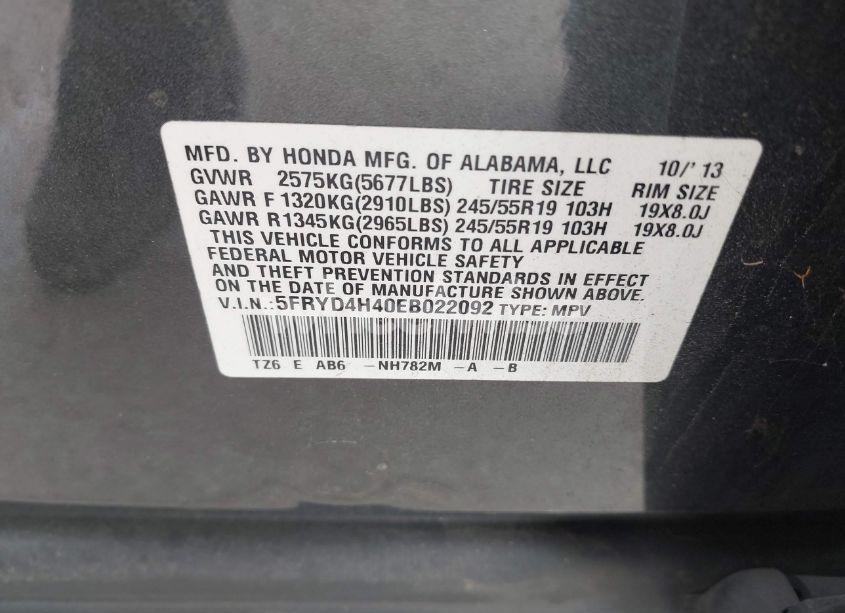 MFD. BY HONDA MFG. OF ALABAMA, LLC 10/' 13
GVWR 2575KG(5677LBS) TIRE SIZE RIM SIZE
GAWR F 1320KG(2910LBS) 245/55R19 103H 19X8.0J
GAWR R1345KG(2965LBS) 245/55R19 103H 19X8.0J
THIS VEHICLE CONFORMS TO ALL APPLICABLE
FEDERAL MOTOR VEHICLE SAFETY
AND THEFT PREVENTION STANDARDS IN EFFECT
ON THE DATE OF MANUFACTURE SHOWN ABOVE.
V.I.N.:5FRYD4H40EB022092 TYPE: MPV
TZ6 E AB6 -NH782M -A -B